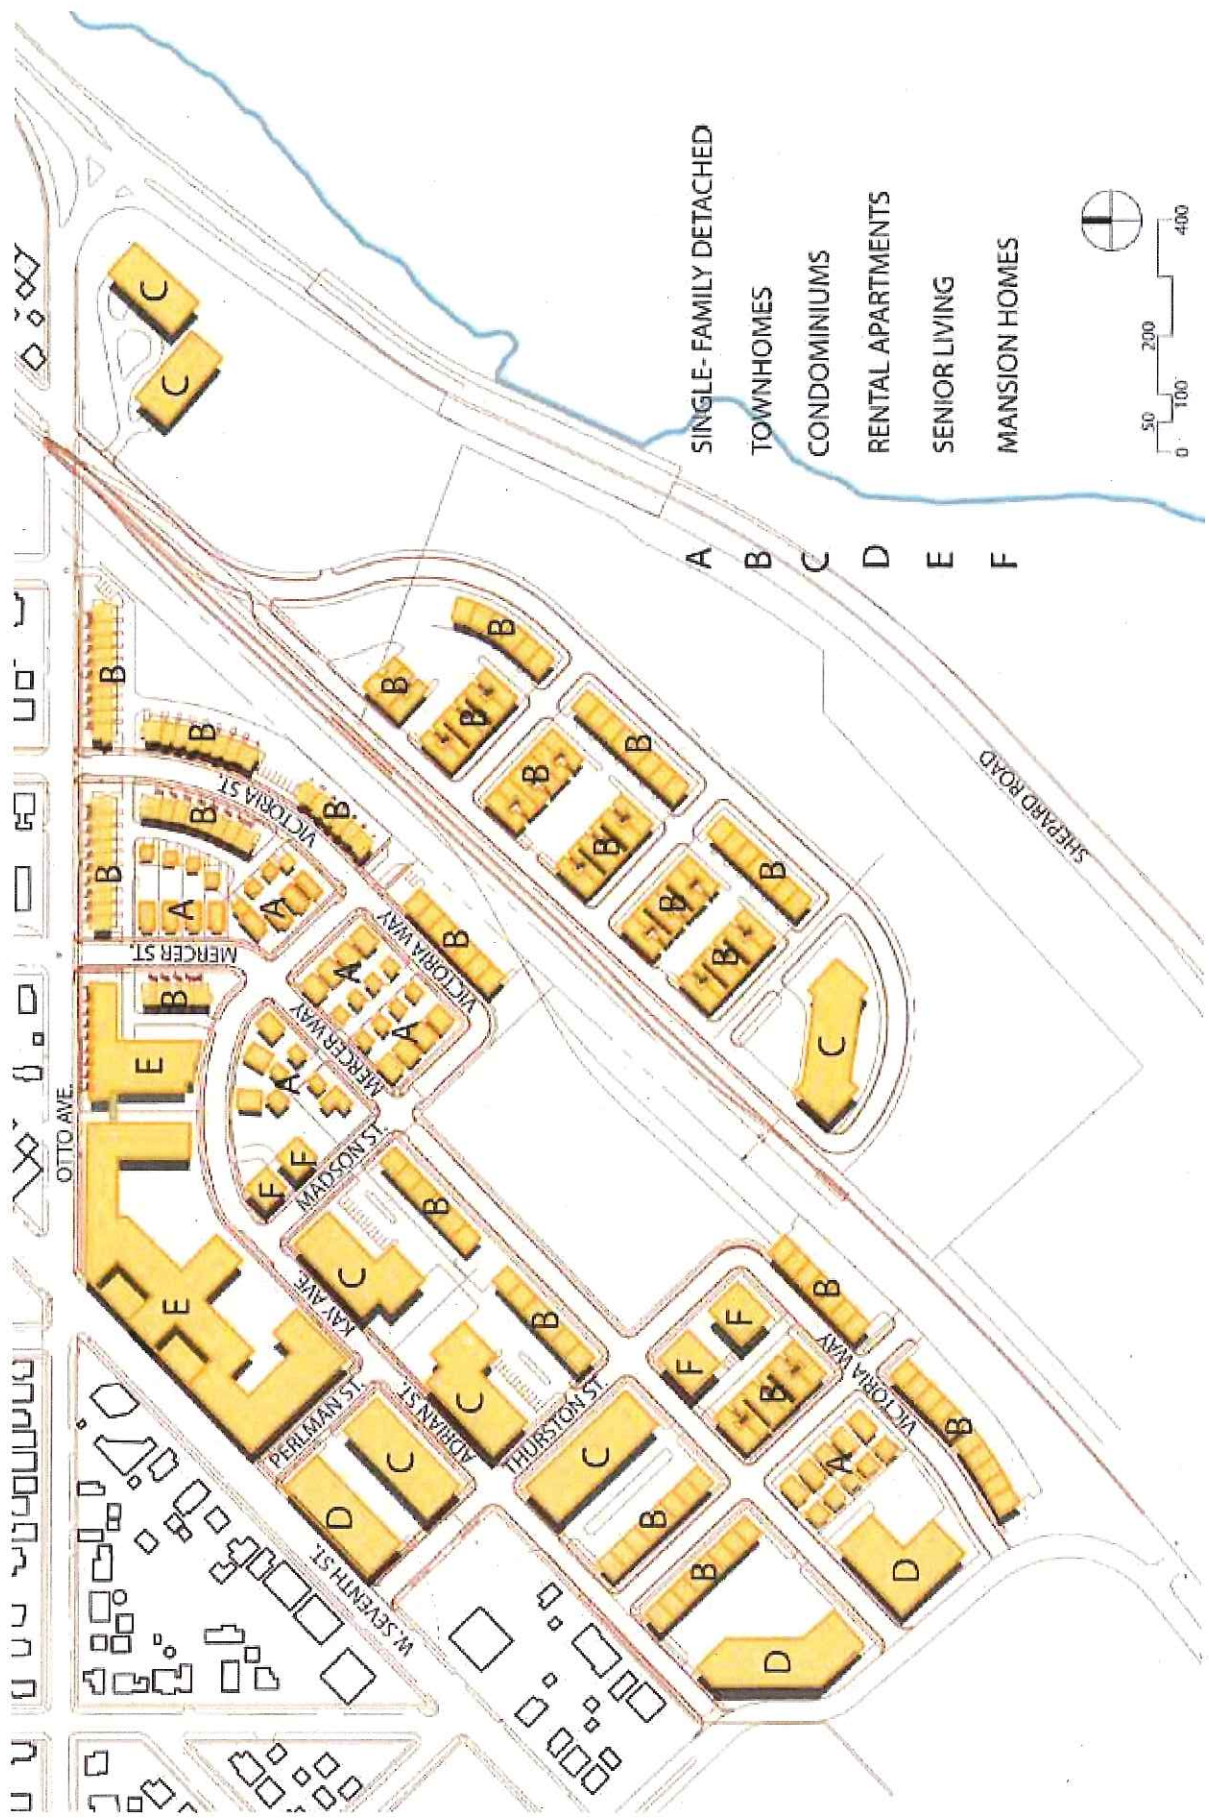 OTTO AVE.
B
B
E
E
C
C
B
B
B
A
MERCER ST.
VICTORIA ST.
A
A
F
F
B
MADSON ST.
MERCER WAY
A
A
VICTORIA WAY
B
KAY AVE.
PERLMAN ST.
W. SEVENTH ST.
D
C
C
ADRIAN ST.
C
B
B
THURSTON ST.
C
B
B
D
F
F
B
B
VICTORIA WAY
A
D
B
B
B
B
B
B
B
B
B
B
C
SHEPARD ROAD
A SINGLE-FAMILY DETACHED
B TOWNHOMES
C CONDOMINIUMS
D RENTAL APARTMENTS
E SENIOR LIVING
F MANSION HOMES
0 50 100 200 400